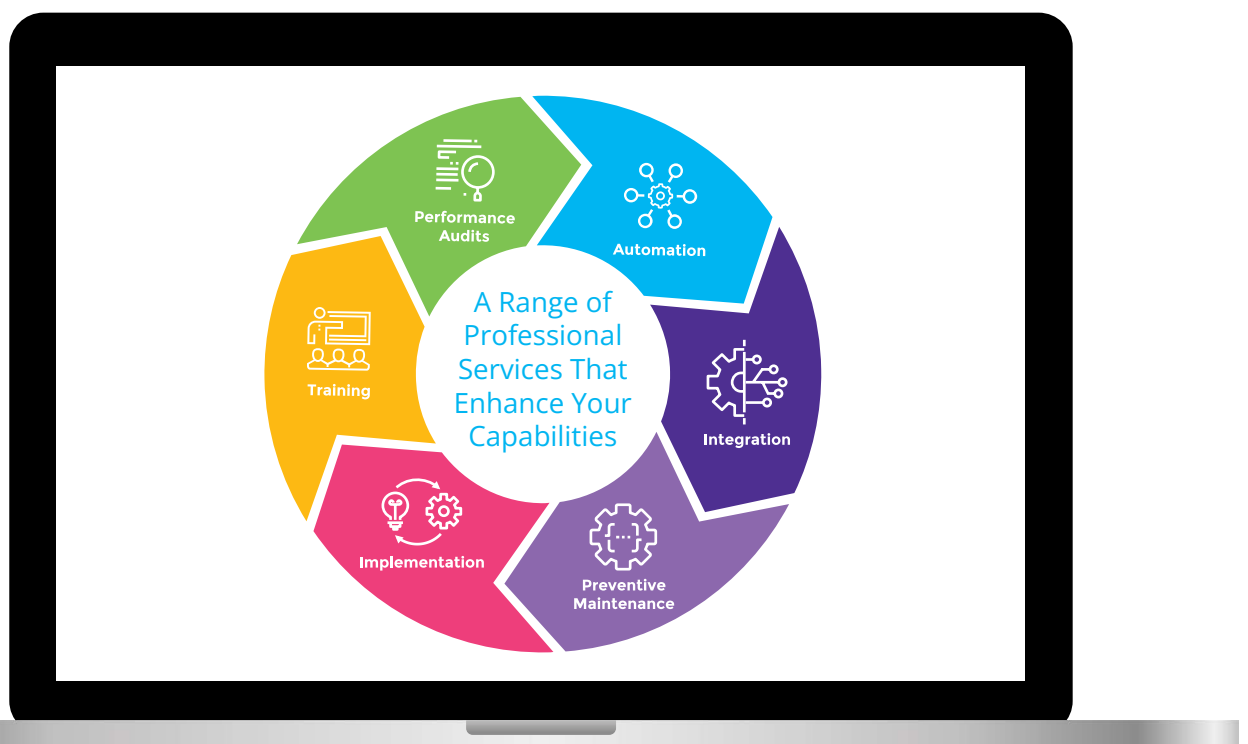 Performance
Audits
Automation
Training
A Range of
Professional
Services That
Enhance Your
Capabilities
Integration
Implementation
Preventive
Maintenance